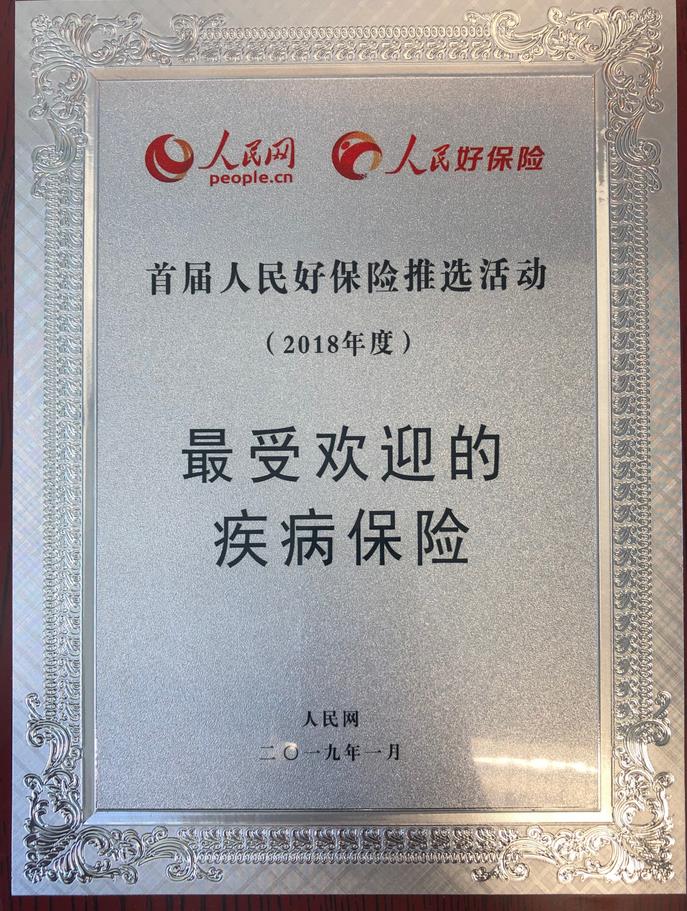 人民网 人民好保险
people.cn
首届人民好保险推选活动
（2018年度）
最受欢迎的
疾病保险
人民网
二〇一九年一月